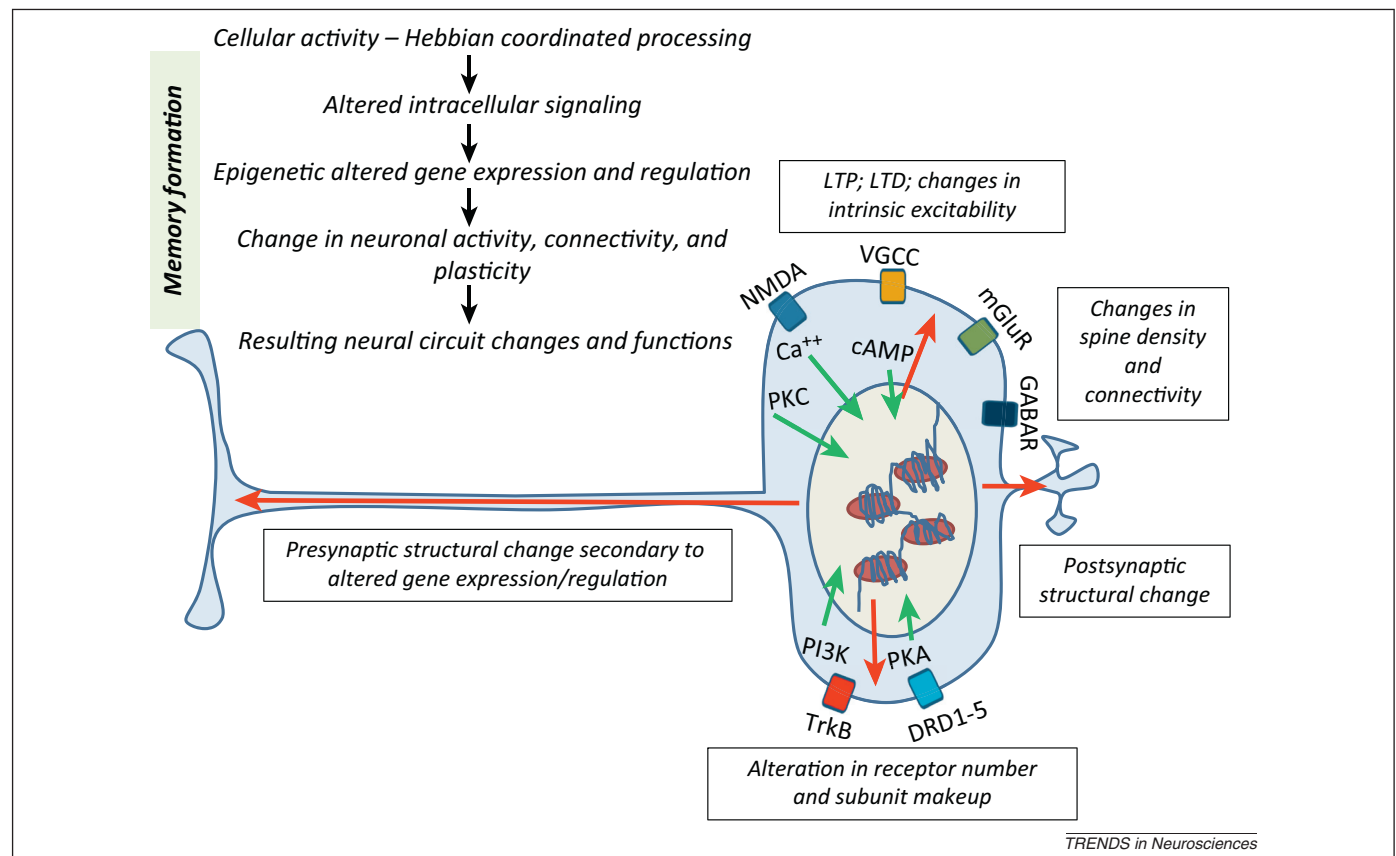 Memory formation
Cellular activity – Hebbian coordinated processing
Altered intracellular signaling
Epigenetic altered gene expression and regulation
Change in neuronal activity, connectivity, and
plasticity
Resulting neural circuit changes and functions
LTP; LTD; changes in
intrinsic excitability
VGCC
NMDA
mGluR
Ca++
cAMP
PKC
GABAR
Changes in
spine density
and
connectivity
Presynaptic structural change secondary to
altered gene expression/regulation
Postsynaptic
structural change
PI3K
PKA
TrkB
DRD1-5
Alteration in receptor number
and subunit makeup
TRENDS in Neurosciences